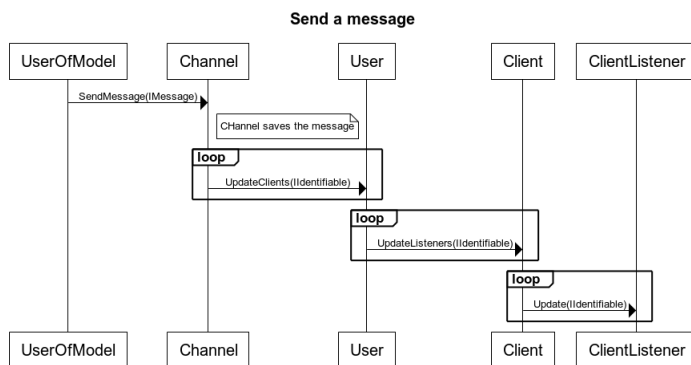 Send a message
UserOfModel Channel User Client ClientListener
SendMessage(IMessage)
CHannel saves the message
loop
UpdateClients(IIdentifiable)
loop
UpdateListeners(IIdentifiable)
loop
Update(IIdentifiable)
UserOfModel Channel User Client ClientListener